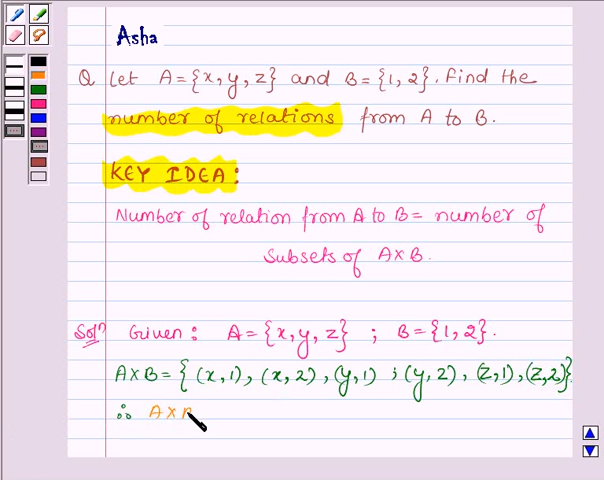 Asha
Q Let A = {x, y, z} and B = {1, 2}. Find the
number of relations from A to B.
KEY IDEA:
Number of relation from A to B = number of
Subsets of A×B.
Solⁿ Given: A = {x, y, z} ; B = {1, 2}.
A×B = { (x,1), (x,2), (y,1) ; (y,2), (z,1), (z,2)}
∴ A×